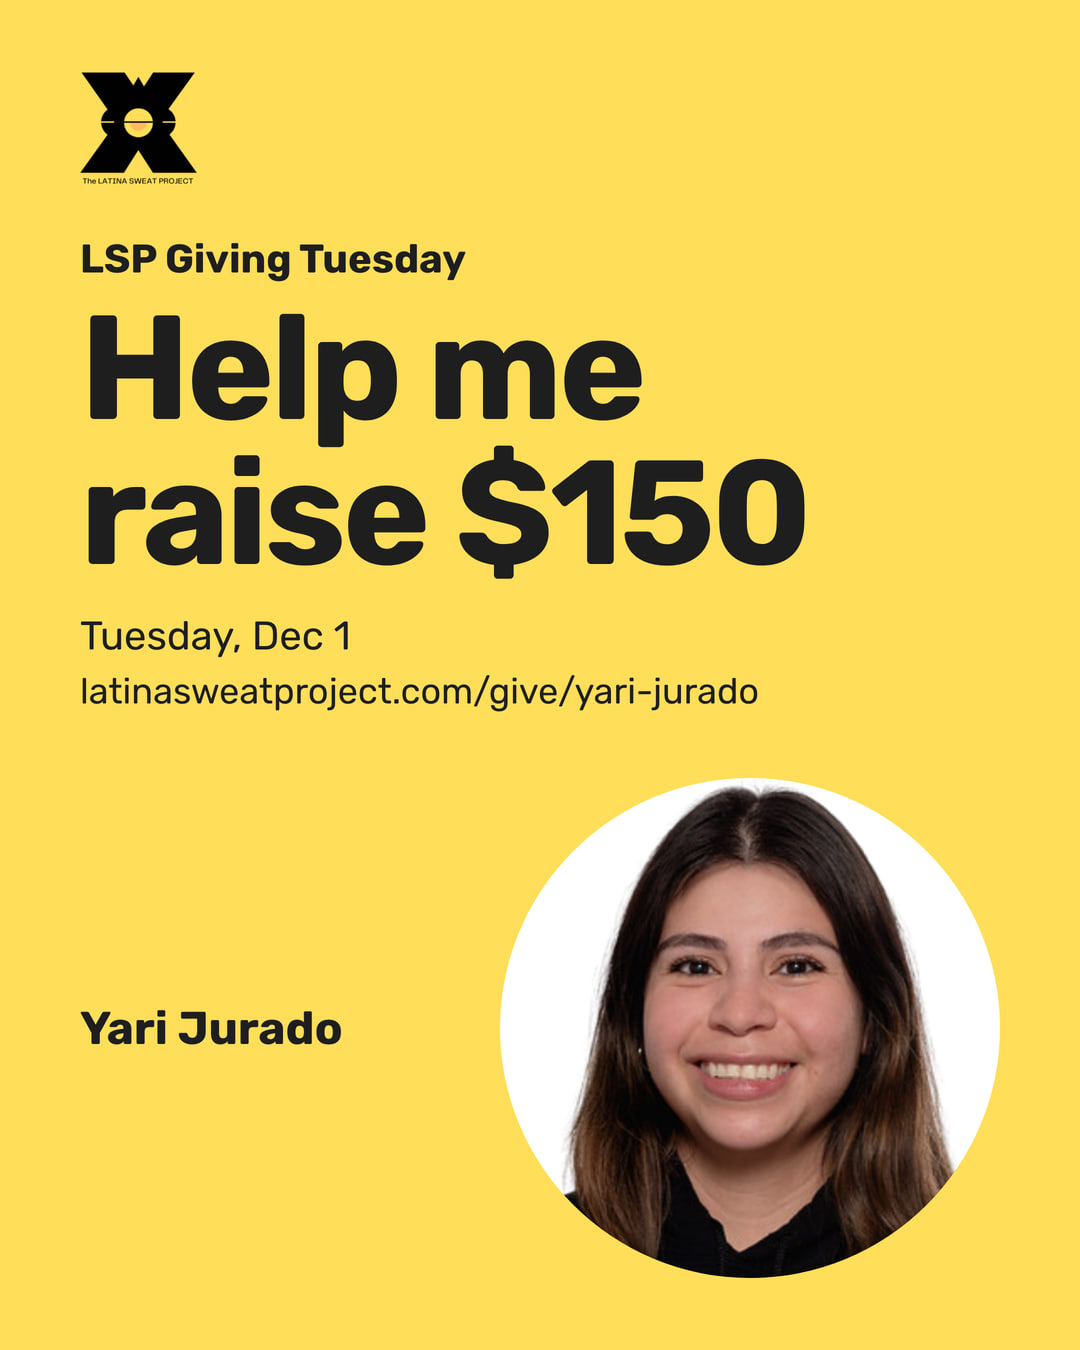 The LATINA SWEAT PROJECT
LSP Giving Tuesday
Help me
raise $150
Tuesday, Dec 1
latinasweatproject.com/give/yari-jurado
Yari Jurado